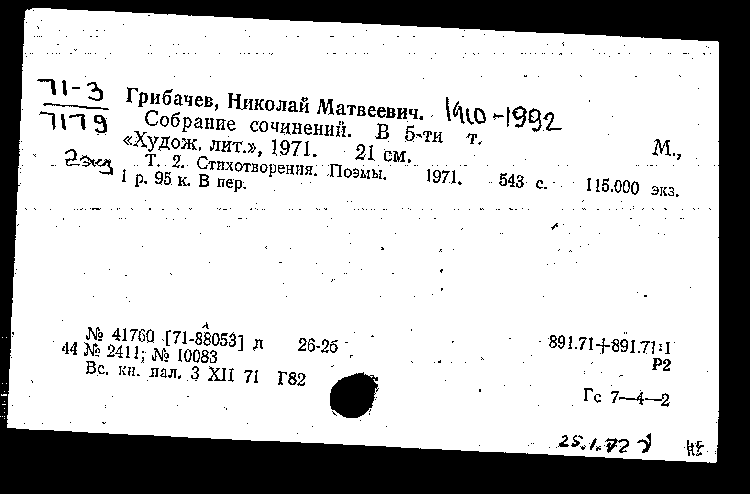 71-3
7179
2 экз
Грибачев, Николай Матвеевич. 1910-1992
Собрание сочинений. В 5-ти т. М.,
«Худож. лит.», 1971. 21 см.
Т. 2. Стихотворения. Поэмы. 1971. 543 с. 115.000 экз.
1 р. 95 к. В пер.
№ 41760 [71-88053] д 26-26
44 № 2411; № 10083
Вс. кн. пал. 3 XII 71 Г82
891.71+891.71:1
Р2
Гс 7—4—2
25.1.72